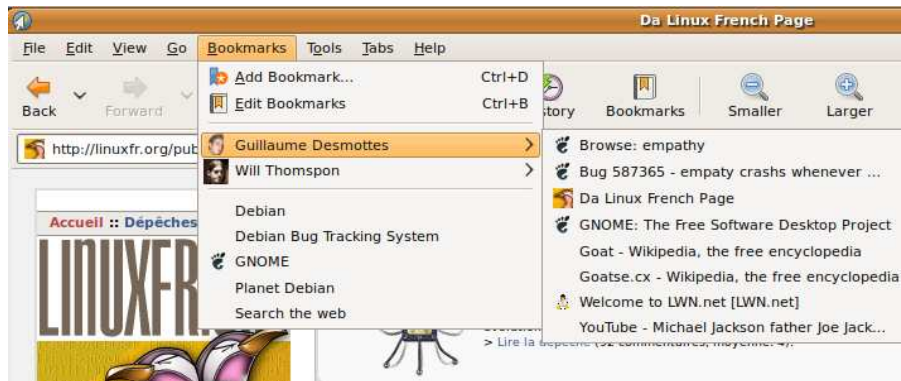 Da Linux French Page
File Edit View Go Bookmarks Tools Tabs Help
Add Bookmark... Ctrl+D
Edit Bookmarks Ctrl+B
Back Forward story Bookmarks Smaller Larger
http://linuxfr.org/pub
Guillaume Desmottes
Will Thomspon
Debian
Debian Bug Tracking System
GNOME
Planet Debian
Search the web
Browse: empathy
Bug 587365 - empaty crashs whenever ...
Da Linux French Page
GNOME: The Free Software Desktop Project
Goat - Wikipedia, the free encyclopedia
Goatse.cx - Wikipedia, the free encyclopedia
Welcome to LWN.net [LWN.net]
YouTube - Michael Jackson father Joe Jack...
Accueil :: Dépêches
LINUXFR
> Lire la